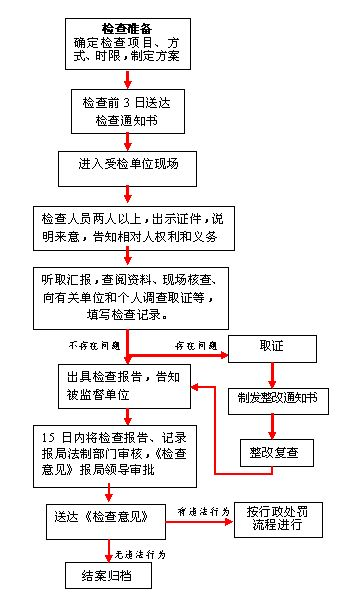 检查准备
确定检查项目、方
式、时限，制定方案
检查前 3 日送达
检查通知书
进入受检单位现场
检查人员两人以上，出示证件，说
明来意，告知相对人权利和义务
听取汇报，查阅资料、现场核查、
向有关单位和个人调查取证等，
填写检查记录。
不存在问题
存在问题
取证
出具检查报告，告知
被监督单位
制发整改通知书
整改复查
15 日内将检查报告、记录
报局法制部门审核，《检
查意见》报局领导审批
送达《检查意见》
有违法行为
按行政处罚
流程进行
无违法行为
结案归档